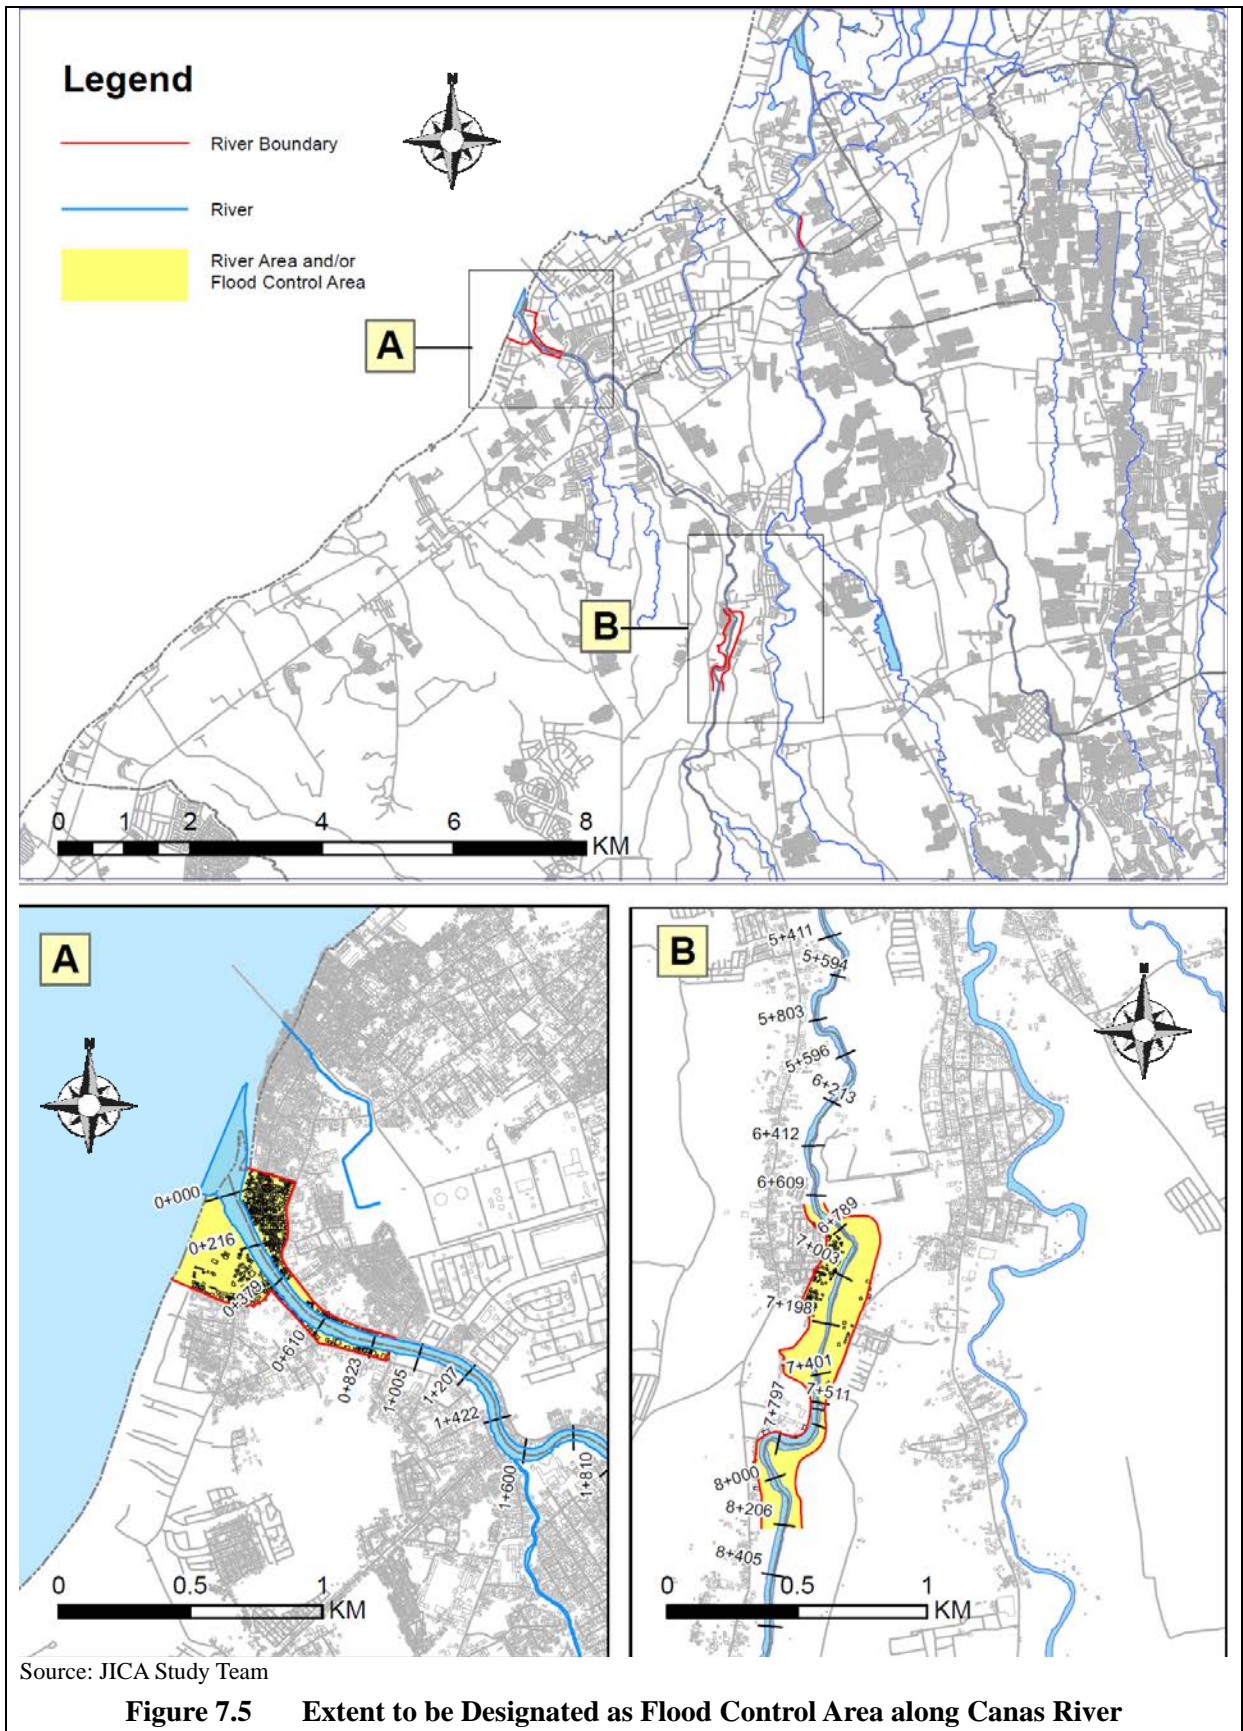 Legend
N
River Boundary
River
River Area and/or
Flood Control Area
A
B
0 1 2 4 6 8
KM
A
N
0+000
0+216
0+379
0+610
0+823
1+005
1+207
1+422
1+600
1+810
0 0.5 1
KM
B
N
5+411
5+594
5+803
5+596
6+213
6+412
6+609
6+789
7+003
7+198
7+401
7+511
7+797
8+000
8+206
8+405
0 0.5 1
KM
Source: JICA Study Team
Figure 7.5 Extent to be Designated as Flood Control Area along Canas River